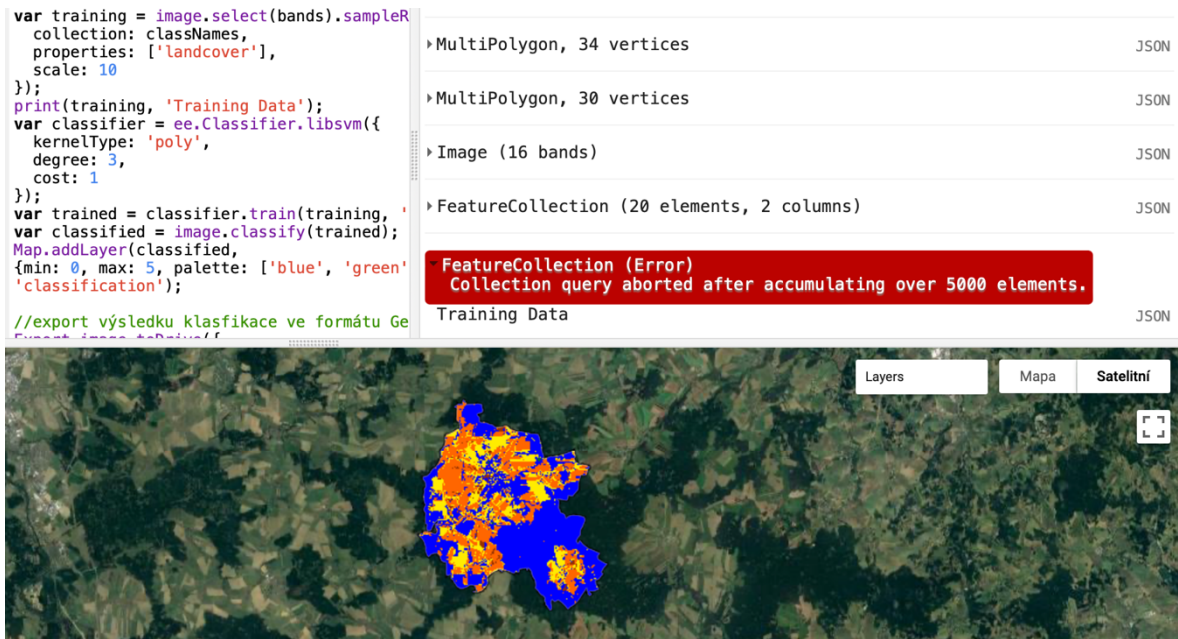 var training = image.select(bands).sampleR
collection: classNames,
properties: ['landcover'],
scale: 10
});
print(training, 'Training Data');
var classifier = ee.Classifier.libsvm({
kernelType: 'poly',
degree: 3,
cost: 1
});
var trained = classifier.train(training, '
var classified = image.classify(trained);
Map.addLayer(classified,
{min: 0, max: 5, palette: ['blue', 'green'
'classification');
//export výsledku klasfikace ve formátu Ge
Export.image.toDrive({
MultiPolygon, 34 vertices JSON
MultiPolygon, 30 vertices JSON
Image (16 bands) JSON
FeatureCollection (20 elements, 2 columns) JSON
FeatureCollection (Error)
Collection query aborted after accumulating over 5000 elements.
Training Data JSON
Layers
Mapa Satelitní